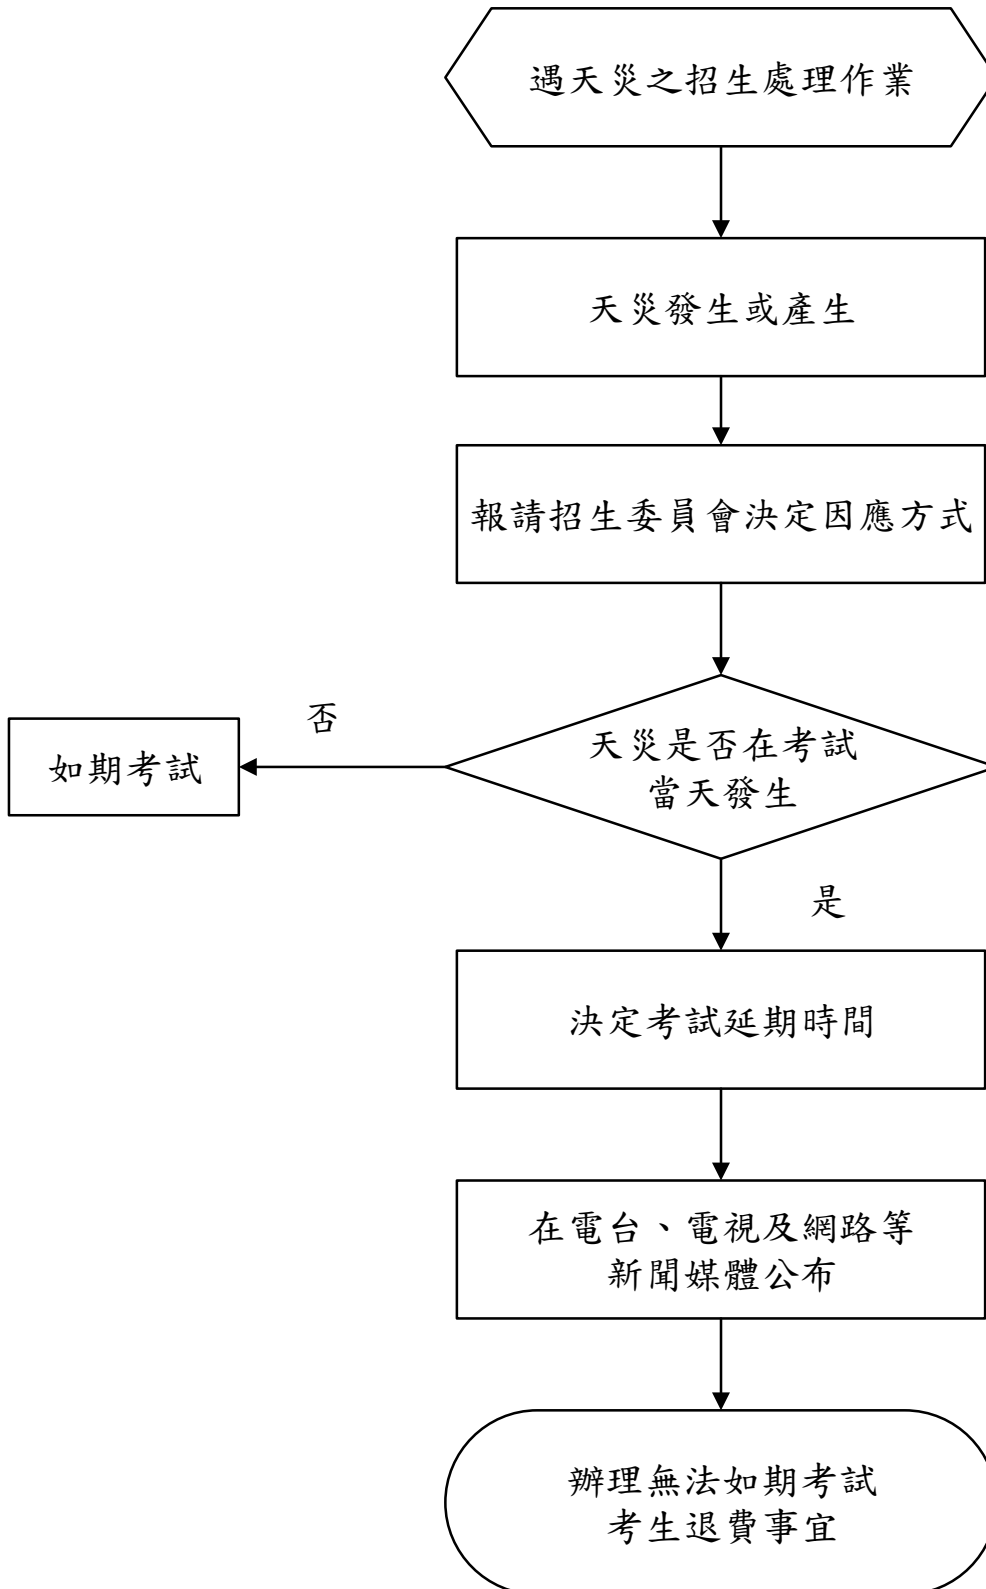 遇天災之招生處理作業
天災發生或產生
報請招生委員會決定因應方式
天災是否在考試
當天發生
否
如期考試
是
決定考試延期時間
在電台、電視及網路等
新聞媒體公布
辦理無法如期考試
考生退費事宜